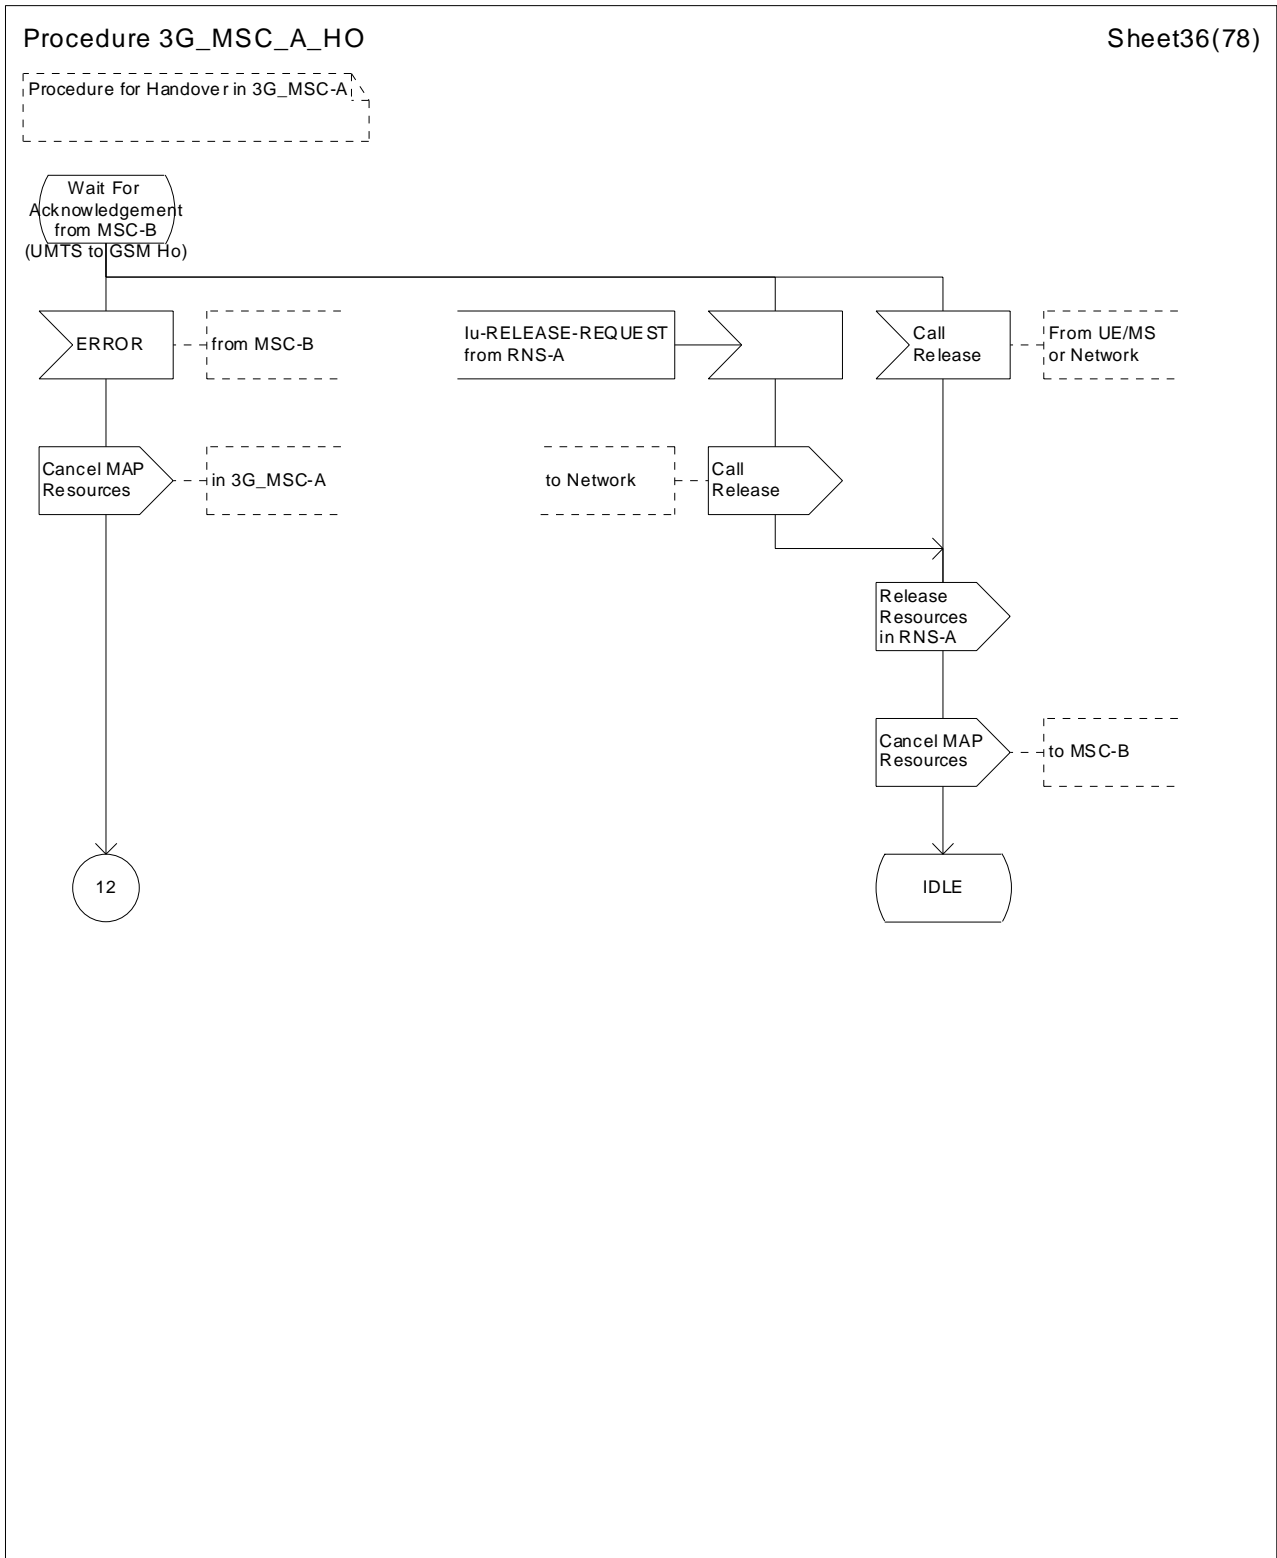 Procedure 3G_MSC_A_HO
Sheet36(78)
Procedure for Handover in 3G_MSC-A
Wait For
Acknowledgement
from MSC-B
(UMTS to GSM Ho)
ERROR
from MSC-B
Iu-RELEASE-REQUEST
from RNS-A
Call
Release
From UE/MS
or Network
Cancel MAP
Resources
in 3G_MSC-A
to Network
Call
Release
Release
Resources
in RNS-A
Cancel MAP
Resources
to MSC-B
12
IDLE